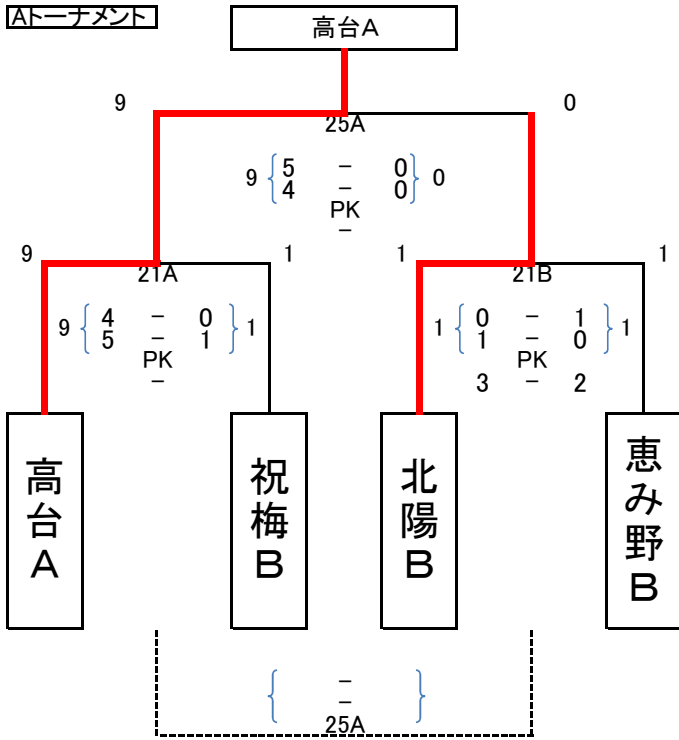 Aトーナメント
高台A
9 0
25A
9 { 5 － 0 } 0
4 － 0
PK
－
9 1 1 1
21A 21B
9 { 4 － 0 } 1 1 { 0 － 1 } 1
5 － 1 1 － 0
PK PK
－ 3 － 2
高台A
祝梅B
北陽B
恵み野B
{ － }
－
25A